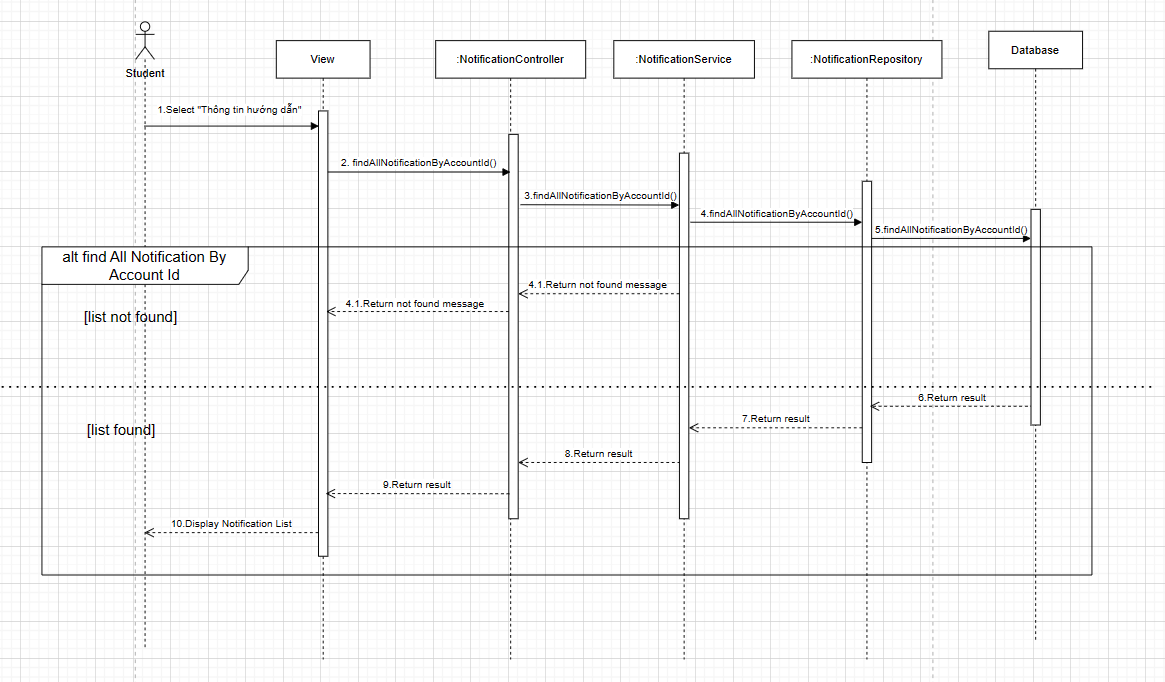 Student
View
:NotificationController
:NotificationService
:NotificationRepository
Database
1.Select "Thông tin hướng dẫn"
2. findAllNotificationByAccountId()
3.findAllNotificationByAccountId()
4.findAllNotificationByAccountId()
5.findAllNotificationByAccountId()
alt find All Notification By
Account Id
4.1.Return not found message
4.1.Return not found message
[list not found]
6.Return result
7.Return result
[list found]
8.Return result
9.Return result
10.Display Notification List